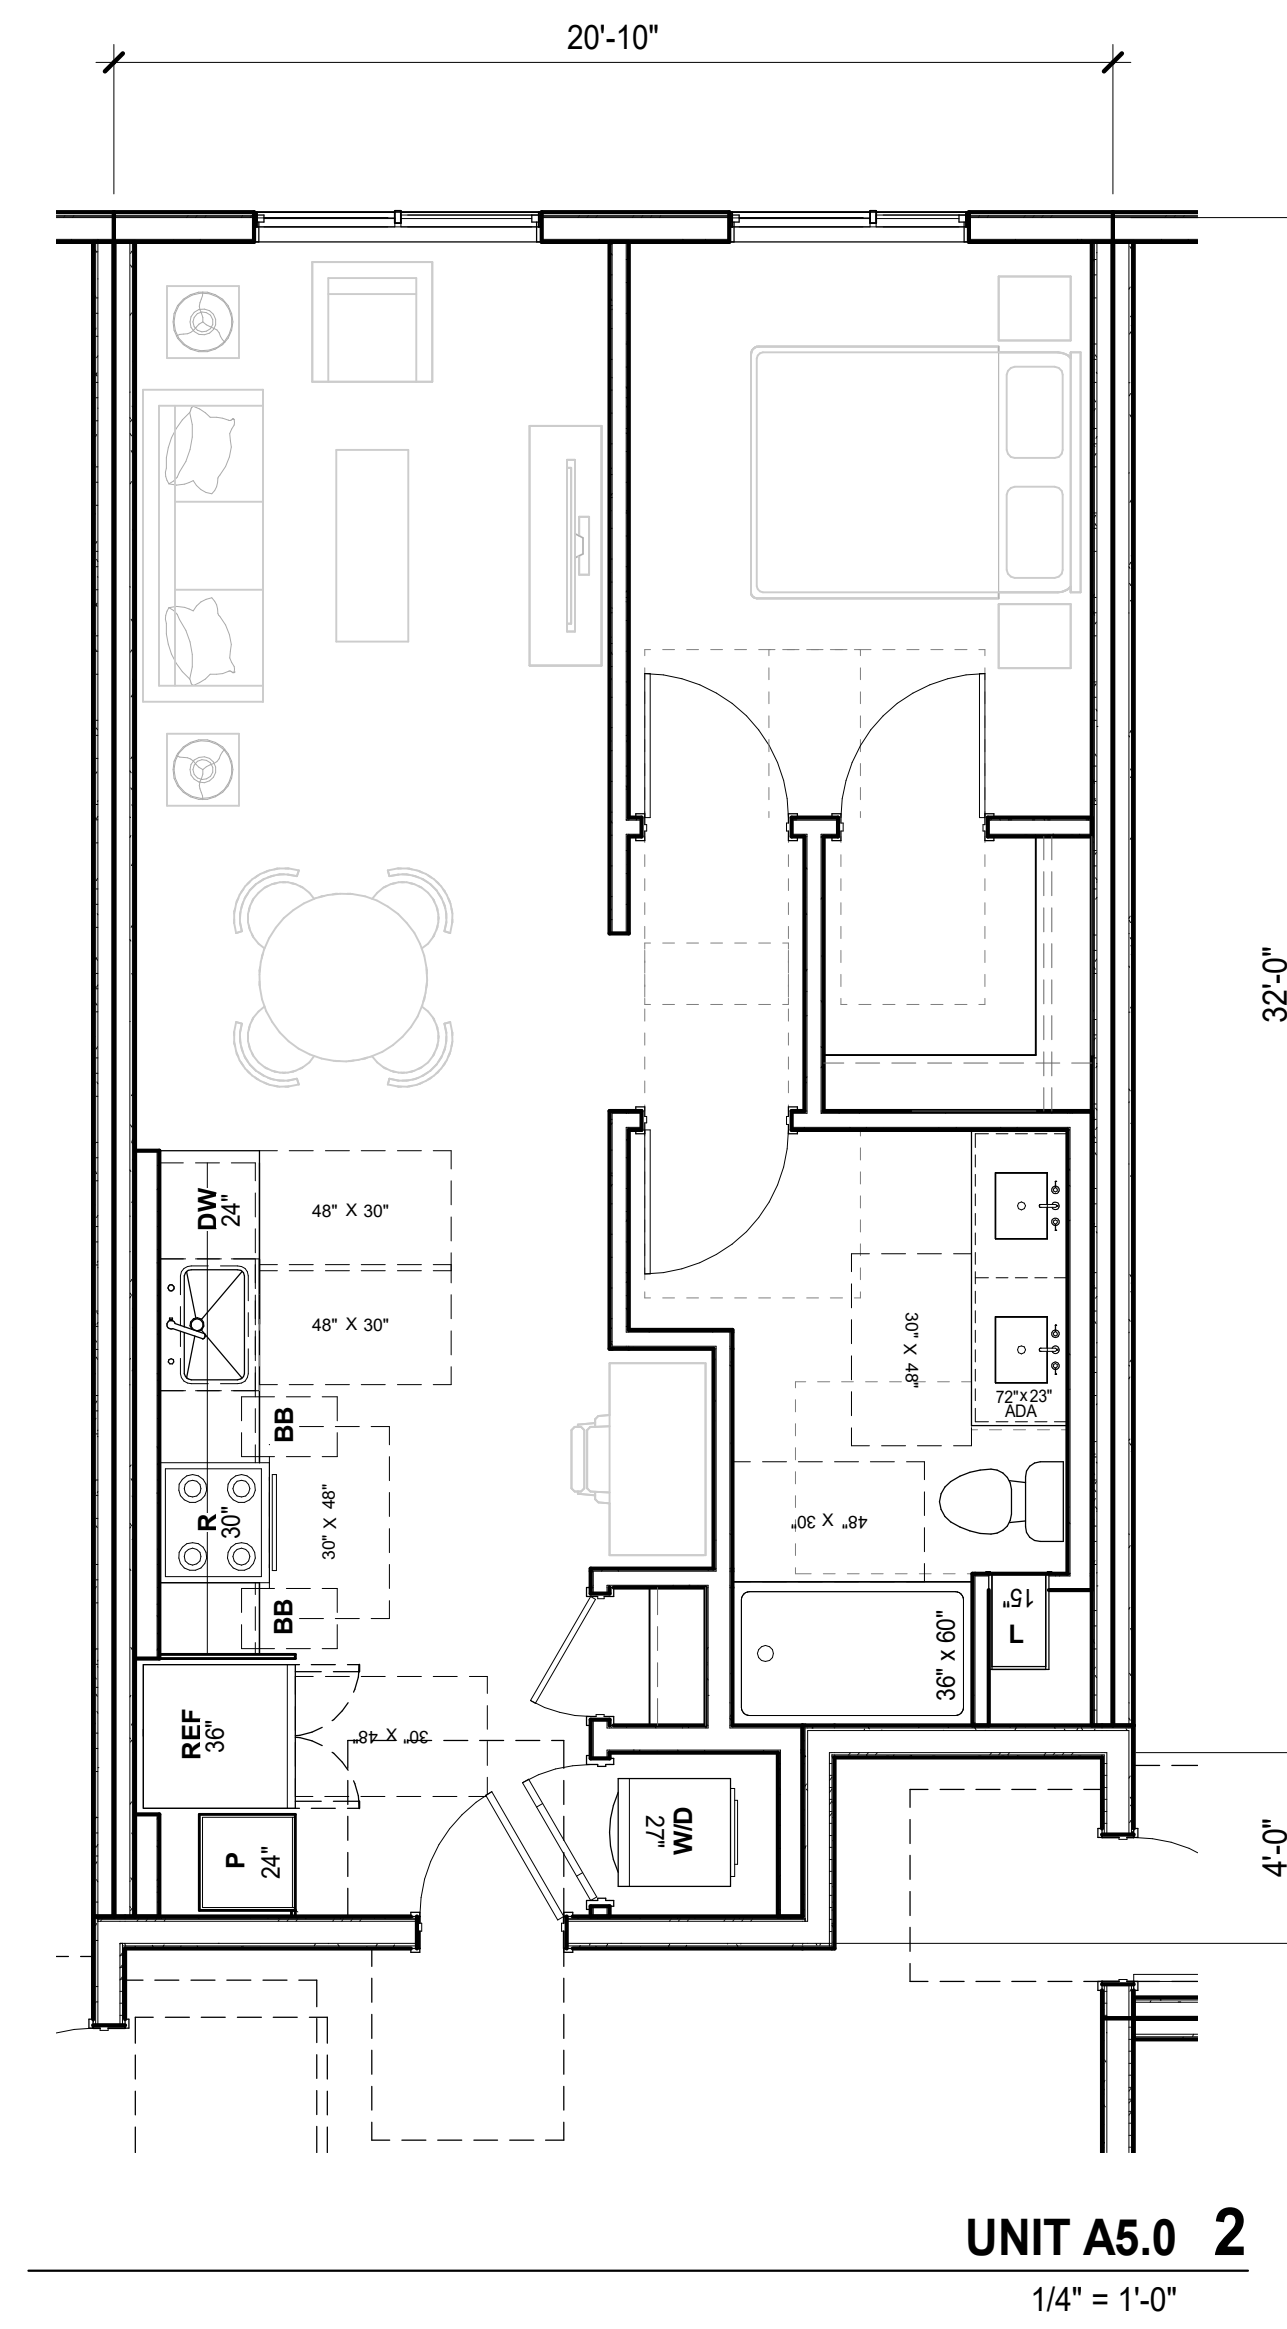 20'-10"
32'-0"
DW
24"
48" X 30"
48" X 30"
30" X 48"
72"x23"
ADA
BB
R
30"
30" X 48"
48" X 30"
BB
15"
L
36" x 60"
REF
36"
30" X 48"
W/D
27"
P
24"
4'-0"
UNIT A5.0 2
1/4" = 1'-0"